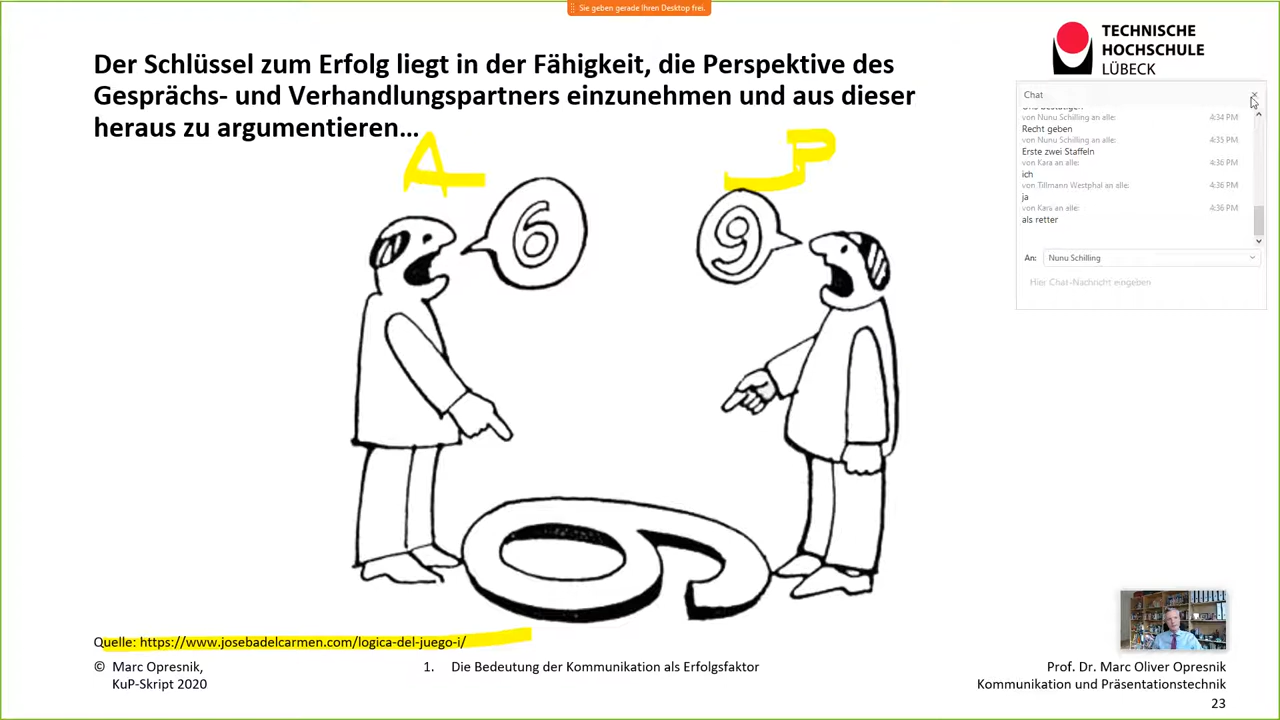 Sie geben gerade Ihren Desktop frei.
Der Schlüssel zum Erfolg liegt in der Fähigkeit, die Perspektive des
Gesprächs- und Verhandlungspartners einzunehmen und aus dieser
heraus zu argumentieren…
TECHNISCHE
HOCHSCHULE
LÜBECK
Chat
von Nunu Schilling an alle: 4:34 PM
Recht geben
von Nunu Schilling an alle: 4:35 PM
Erste zwei Staffeln
von Kara an alle: 4:36 PM
ich
von Tillmann Westphal an alle: 4:36 PM
ja
von Kara an alle: 4:36 PM
als retter
An: Nunu Schilling
Hier Chat-Nachricht eingeben
A
P
6
9
6
Quelle: https://www.josebadelcarmen.com/logica-del-juego-i/
© Marc Opresnik,
KuP-Skript 2020
1. Die Bedeutung der Kommunikation als Erfolgsfaktor
Prof. Dr. Marc Oliver Opresnik
Kommunikation und Präsentationstechnik
23